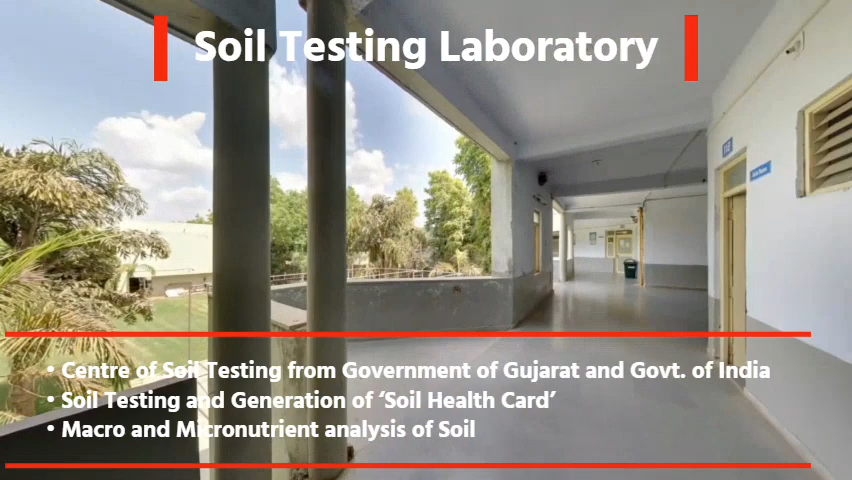 Soil Testing Laboratory
• Centre of Soil Testing from Government of Gujarat and Govt. of India
• Soil Testing and Generation of ‘Soil Health Card’
• Macro and Micronutrient analysis of Soil